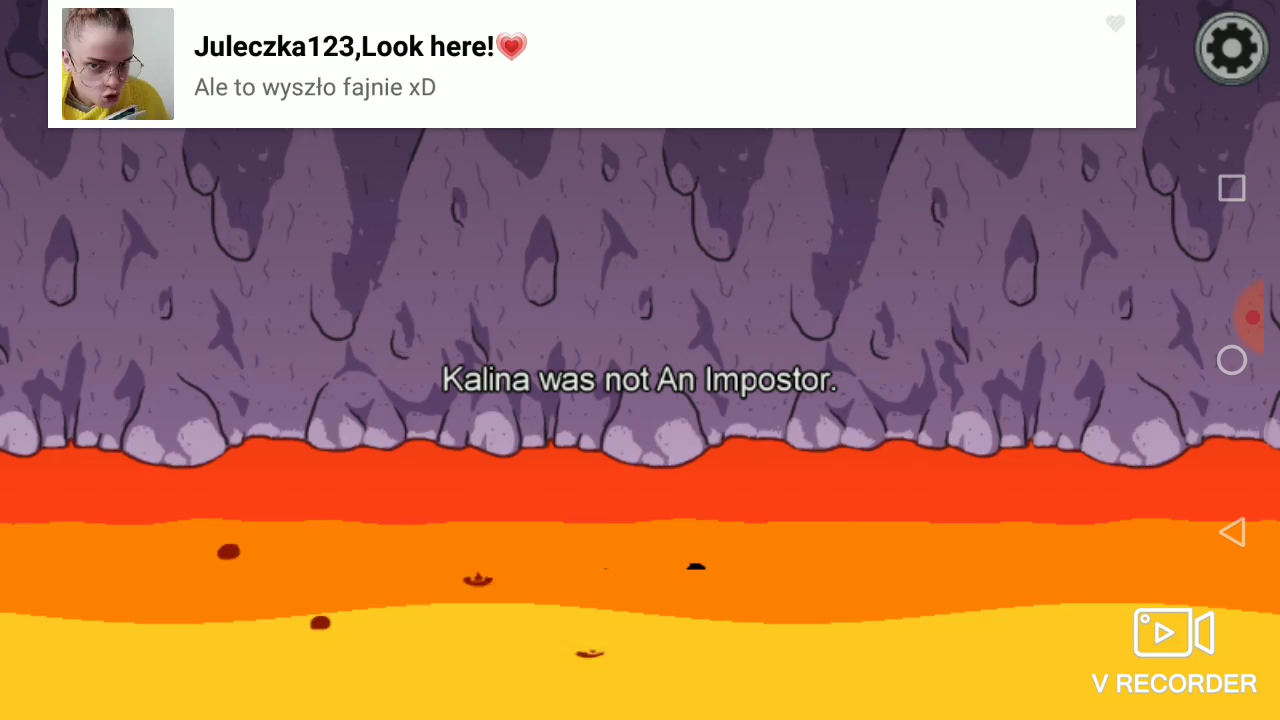 Juleczka123,Look here!💗
Ale to wyszło fajnie xD
Kalina was not An Impostor.
V RECORDER